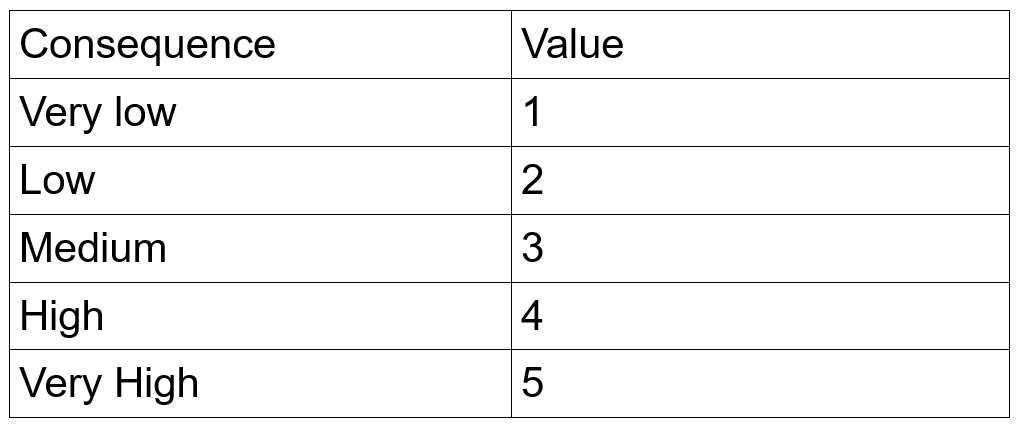 Consequence Value
Very low 1
Low 2
Medium 3
High 4
Very High 5